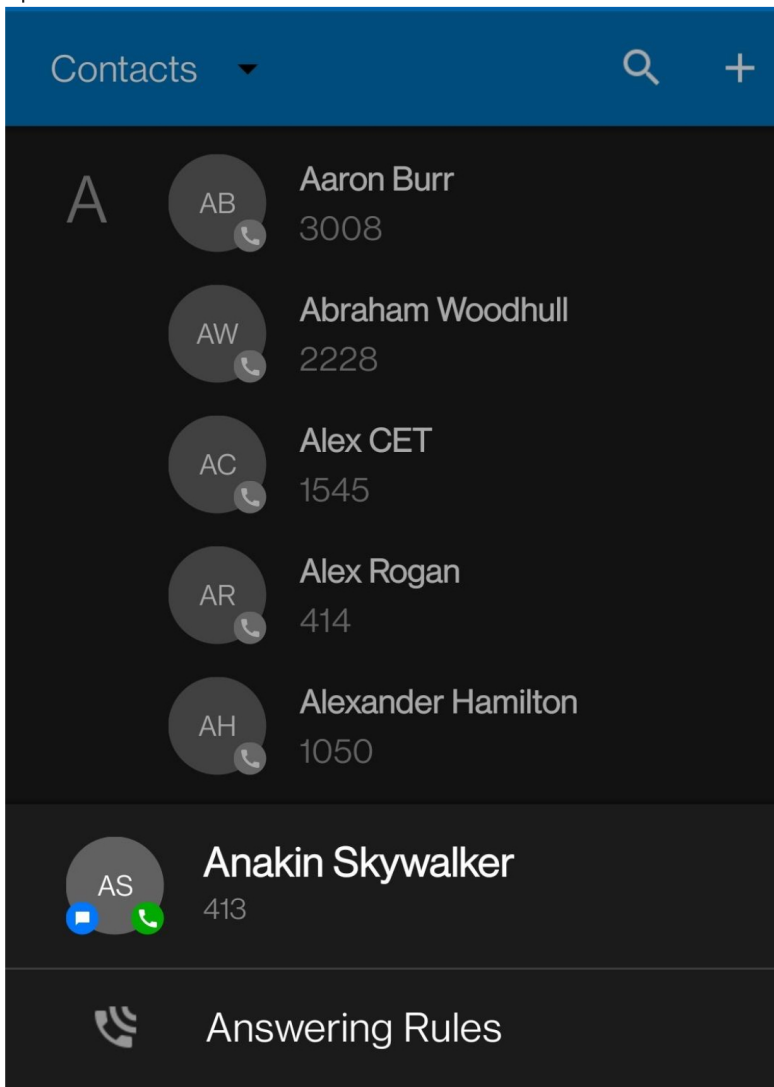 Contacts
A
AB
Aaron Burr
3008
AW
Abraham Woodhull
2228
AC
Alex CET
1545
AR
Alex Rogan
414
AH
Alexander Hamilton
1050
AS
Anakin Skywalker
413
Answering Rules